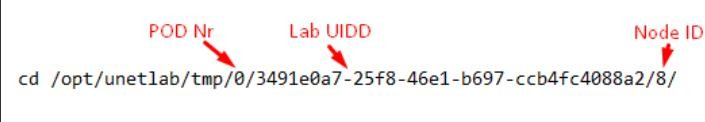 POD Nr Lab UIDD Node ID
cd /opt/unetlab/tmp/0/3491e0a7-25f8-46e1-b697-ccb4fc4088a2/8/